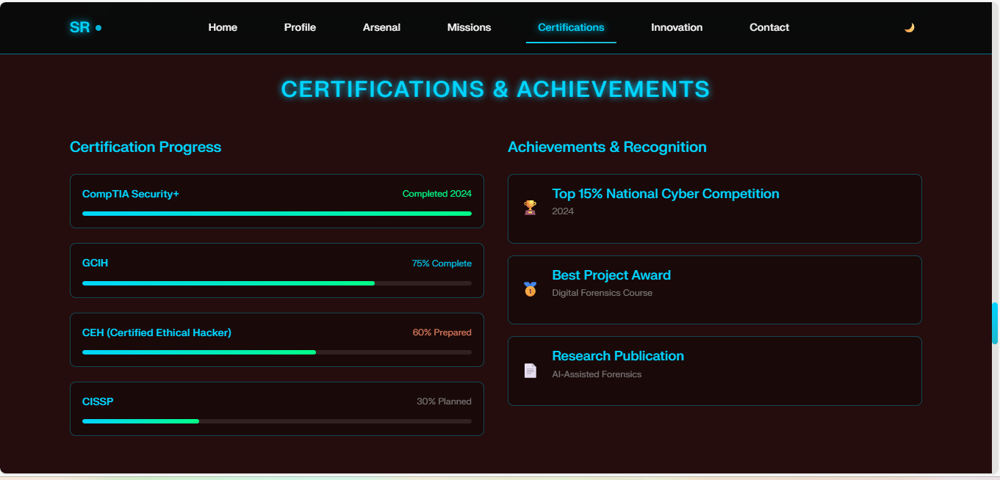 SR
Home Profile Arsenal Missions Certifications Innovation Contact
CERTIFICATIONS & ACHIEVEMENTS
Certification Progress
CompTIA Security+ Completed 2024
GCIH 75% Complete
CEH (Certified Ethical Hacker) 60% Prepared
CISSP 30% Planned
Achievements & Recognition
Top 15% National Cyber Competition
2024
1
Best Project Award
Digital Forensics Course
Research Publication
AI-Assisted Forensics